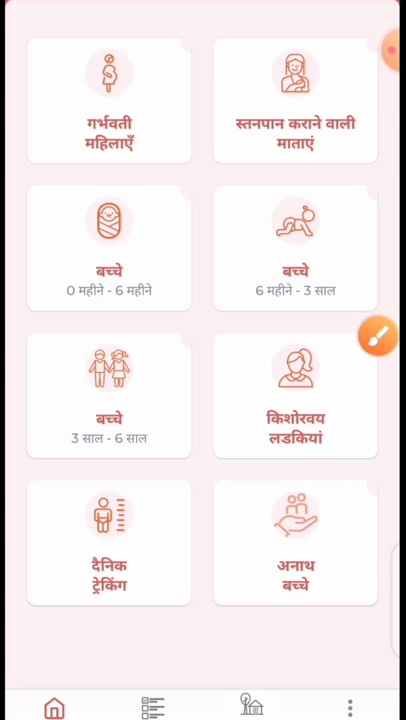 गर्भवती
महिलाएँ
स्तनपान कराने वाली
माताएं
बच्चे
0 महीने - 6 महीने
बच्चे
6 महीने - 3 साल
बच्चे
3 साल - 6 साल
किशोरवय
लडकियां
दैनिक
ट्रेकिंग
अनाथ
बच्चे